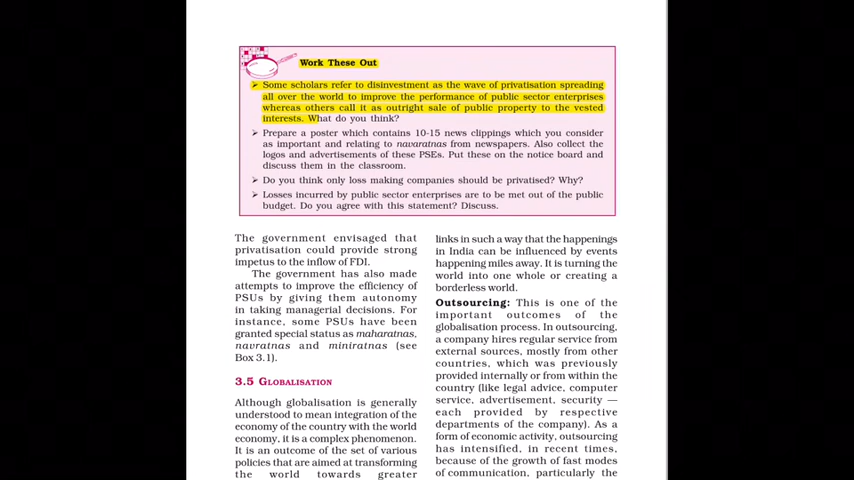 Work These Out
➢ Some scholars refer to disinvestment as the wave of privatisation spreading
all over the world to improve the performance of public sector enterprises
whereas others call it as outright sale of public property to the vested
interests. What do you think?
➢ Prepare a poster which contains 10-15 news clippings which you consider
as important and relating to navaratnas from newspapers. Also collect the
logos and advertisements of these PSEs. Put these on the notice board and
discuss them in the classroom.
➢ Do you think only loss making companies should be privatised? Why?
➢ Losses incurred by public sector enterprises are to be met out of the public
budget. Do you agree with this statement? Discuss.
The government envisaged that
privatisation could provide strong
impetus to the inflow of FDI.
The government has also made
attempts to improve the efficiency of
PSUs by giving them autonomy
in taking managerial decisions. For
instance, some PSUs have been
granted special status as maharatnas,
navratnas and miniratnas (see
Box 3.1).
3.5 Globalisation
Although globalisation is generally
understood to mean integration of the
economy of the country with the world
economy, it is a complex phenomenon.
It is an outcome of the set of various
policies that are aimed at transforming
the world towards greater
links in such a way that the happenings
in India can be influenced by events
happening miles away. It is turning the
world into one whole or creating a
borderless world.
Outsourcing: This is one of the
important outcomes of the
globalisation process. In outsourcing,
a company hires regular service from
external sources, mostly from other
countries, which was previously
provided internally or from within the
country (like legal advice, computer
service, advertisement, security —
each provided by respective
departments of the company). As a
form of economic activity, outsourcing
has intensified, in recent times,
because of the growth of fast modes
of communication, particularly the